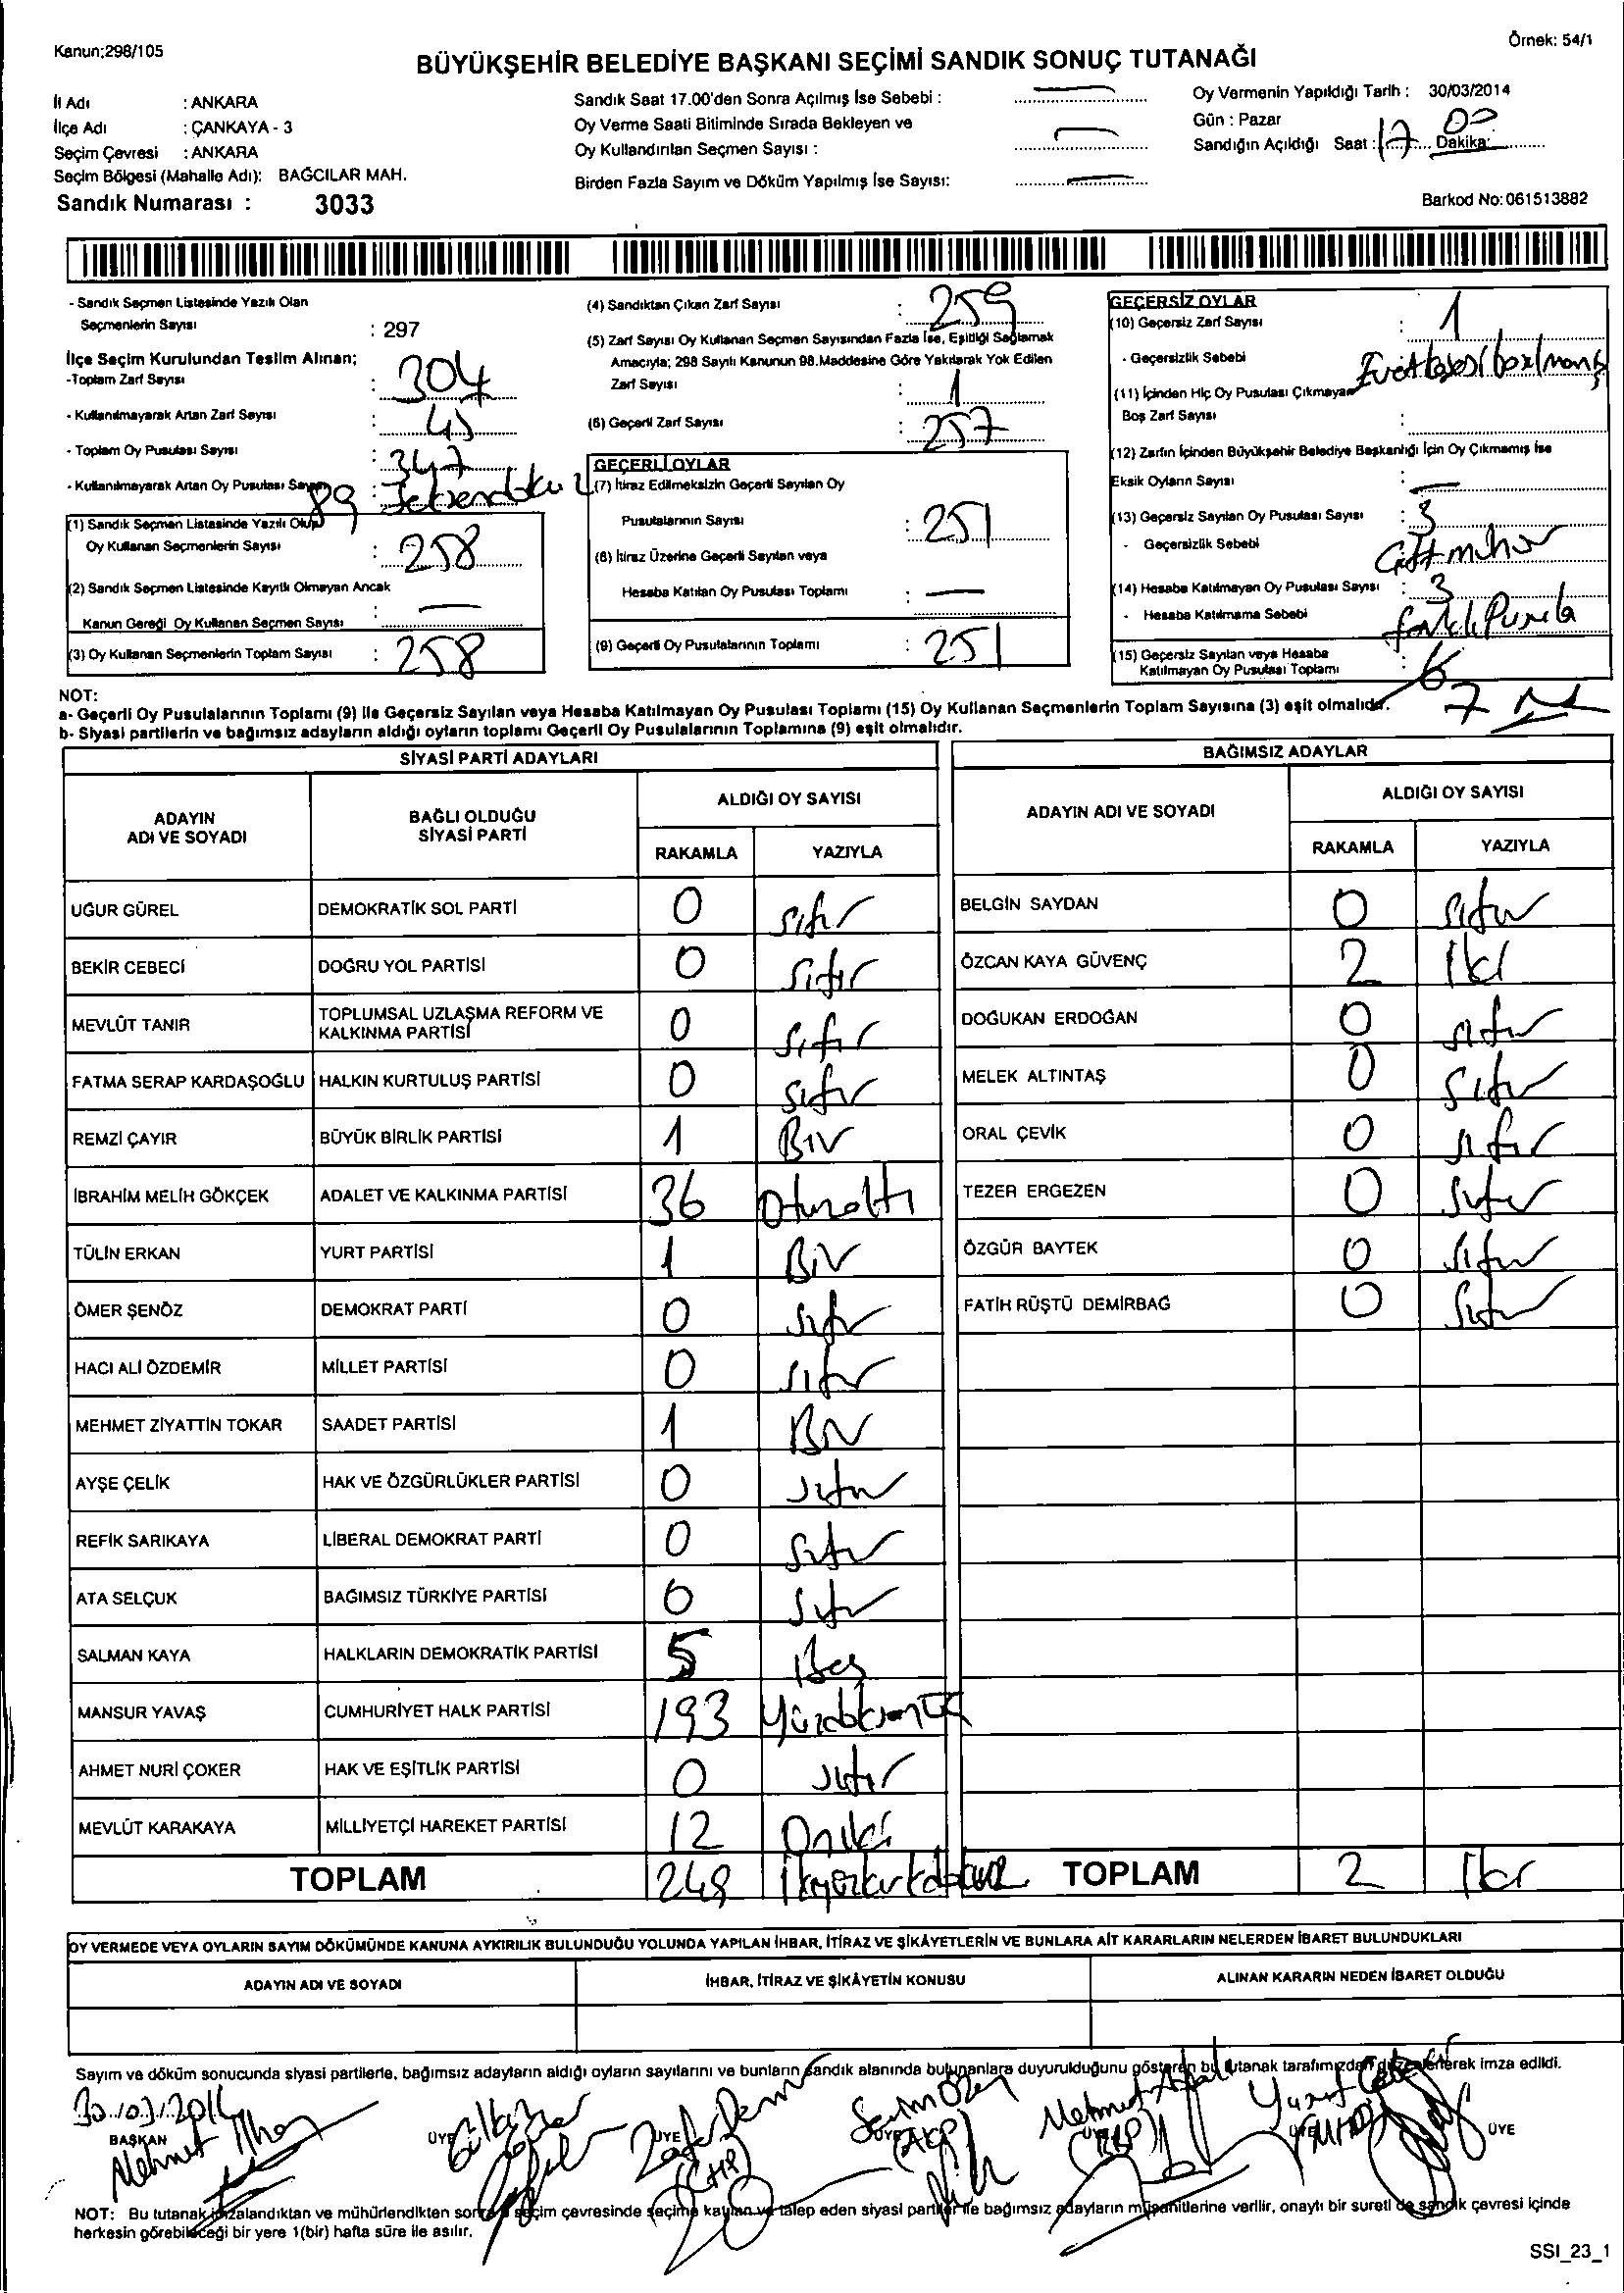 Kanun;298/105
Örnek: 54/1
BÜYÜKŞEHİR BELEDİYE BAŞKANI SEÇİMİ SANDIK SONUÇ TUTANAĞI
İl Adı : ANKARA
İlçe Adı : ÇANKAYA - 3
Seçim Çevresi : ANKARA
Seçim Bölgesi (Mahalle Adı): BAĞCILAR MAH.
Sandık Numarası : 3033
Sandık Saat 17.00'den Sonra Açılmış İse Sebebi : —
Oy Verme Saati Bitiminde Sırada Bekleyen ve
Oy Kullandırılan Seçmen Sayısı : —
Birden Fazla Sayım ve Döküm Yapılmış İse Sayısı: —
Oy Vermenin Yapıldığı Tarih : 30/03/2014
Gün : Pazar
Sandığın Açıldığı Saat : 17 Dakika: 00
Barkod No: 061513882
- Sandık Seçmen Listesinde Yazılı Olan
Seçmenlerin Sayısı : 297
İlçe Seçim Kurulundan Teslim Alınan;
-Toplam Zarf Sayısı : 304
- Kullanılmayarak Artan Zarf Sayısı : 45
- Toplam Oy Pusulası Sayısı : 347
- Kullanılmayarak Artan Oy Pusulası Sayısı : 89
(1) Sandık Seçmen Listesinde Yazılı Olup
Oy Kullanan Seçmenlerin Sayısı : 258
(2) Sandık Seçmen Listesinde Kayıtlı Olmayan Ancak
Kanun Gereği Oy Kullanan Seçmen Sayısı : —
(3) Oy Kullanan Seçmenlerin Toplam Sayısı : 258
(4) Sandıktan Çıkan Zarf Sayısı : 259
(5) Zarf Sayısı Oy Kullanan Seçmen Sayısından Fazla İse, Eşitliği Sağlamak
Amacıyla; 298 Sayılı Kanunun 98.Maddesine Göre Yakılarak Yok Edilen
Zarf Sayısı : 1
(6) Geçerli Zarf Sayısı : 257
GEÇERLİ OYLAR
(7) İtiraz Edilmeksizin Geçerli Sayılan Oy
Pusulalarının Sayısı : 251
(8) İtiraz Üzerine Geçerli Sayılan veya
Hesaba Katılan Oy Pusulası Toplamı : —
(9) Geçerli Oy Pusulalarının Toplamı : 251
GEÇERSİZ OYLAR
(10) Geçersiz Zarf Sayısı : 1
- Geçersizlik Sebebi Evet basılmamış
(11) İçinden Hiç Oy Pusulası Çıkmayan
Boş Zarf Sayısı :
(12) Zarfın İçinden Büyükşehir Belediye Başkanlığı İçin Oy Çıkmamış İse
Eksik Oyların Sayısı : —
(13) Geçersiz Sayılan Oy Pusulası Sayısı : 3
- Geçersizlik Sebebi Çift mühür
(14) Hesaba Katılmayan Oy Pusulası Sayısı : 3
- Hesaba Katılmama Sebebi farklı Pusula
(15) Geçersiz Sayılan veya Hesaba
Katılmayan Oy Pusulası Toplamı : 6
7
NOT:
a- Geçerli Oy Pusulalarının Toplamı (9) ile Geçersiz Sayılan veya Hesaba Katılmayan Oy Pusulası Toplamı (15) Oy Kullanan Seçmenlerin Toplam Sayısına (3) eşit olmalıdır.
b- Siyasi partilerin ve bağımsız adayların aldığı oyların toplamı Geçerli Oy Pusulalarının Toplamına (9) eşit olmalıdır.
SİYASİ PARTİ ADAYLARI
ADAYIN ADI VE SOYADI BAĞLI OLDUĞU SİYASİ PARTİ ALDIĞI OY SAYISI
RAKAMLA YAZIYLA
UĞUR GÜREL DEMOKRATİK SOL PARTİ 0 sıfır
BEKİR CEBECİ DOĞRU YOL PARTİSİ 0 sıfır
MEVLÜT TANIR TOPLUMSAL UZLAŞMA REFORM VE KALKINMA PARTİSİ 0 sıfır
FATMA SERAP KARDAŞOĞLU HALKIN KURTULUŞ PARTİSİ 0 sıfır
REMZİ ÇAYIR BÜYÜK BİRLİK PARTİSİ 1 Bir
İBRAHİM MELİH GÖKÇEK ADALET VE KALKINMA PARTİSİ 36 Otuzaltı
TÜLİN ERKAN YURT PARTİSİ 1 Bir
ÖMER ŞENÖZ DEMOKRAT PARTİ 0 sıfır
HACI ALİ ÖZDEMİR MİLLET PARTİSİ 0 sıfır
MEHMET ZİYATTİN TOKAR SAADET PARTİSİ 1 Bir
AYŞE ÇELİK HAK VE ÖZGÜRLÜKLER PARTİSİ 0 sıfır
REFİK SARIKAYA LİBERAL DEMOKRAT PARTİ 0 sıfır
ATA SELÇUK BAĞIMSIZ TÜRKİYE PARTİSİ 0 sıfır
SALMAN KAYA HALKLARIN DEMOKRATİK PARTİSİ 5 Beş
MANSUR YAVAŞ CUMHURİYET HALK PARTİSİ 193 Yüzdoksanüç
AHMET NURİ ÇOKER HAK VE EŞİTLİK PARTİSİ 0 sıfır
MEVLÜT KARAKAYA MİLLİYETÇİ HAREKET PARTİSİ 12 Oniki
TOPLAM 249 İkiyüzkırkdokuz
BAĞIMSIZ ADAYLAR
ADAYIN ADI VE SOYADI ALDIĞI OY SAYISI
RAKAMLA YAZIYLA
BELGİN SAYDAN 0 sıfır
ÖZCAN KAYA GÜVENÇ 2 İki
DOĞUKAN ERDOĞAN 0 sıfır
MELEK ALTINTAŞ 0 sıfır
ORAL ÇEVİK 0 sıfır
TEZER ERGEZEN 0 sıfır
ÖZGÜR BAYTEK 0 sıfır
FATİH RÜŞTÜ DEMİRBAĞ 0 sıfır
TOPLAM 2 İki
OY VERMEDE VEYA OYLARIN SAYIM DÖKÜMÜNDE KANUNA AYKIRILIK BULUNDUĞU YOLUNDA YAPILAN İHBAR, İTİRAZ VE ŞİKÂYETLERİN VE BUNLARA AİT KARARLARIN NELERDEN İBARET BULUNDUKLARI
ADAYIN ADI VE SOYADI İHBAR, İTİRAZ VE ŞİKÂYETİN KONUSU ALINAN KARARIN NEDEN İBARET OLDUĞU
Sayım ve döküm sonucunda siyasi partilerle, bağımsız adayların aldığı oyların sayılarını ve bunların sandık alanında bulunanlara duyurulduğunu gösteren bu tutanak tarafımızdan düzenlenerek imza edildi.
30/03/2014
BAŞKAN ÜYE ÜYE ÜYE ÜYE ÜYE ÜYE
Mehmet İlhan
(CHP) (AKP) (BBP) (MHP)
NOT: Bu tutanak imzalandıktan ve mühürlendikten sonra seçim çevresinde seçime katılan ve talep eden siyasi partiler ile bağımsız adayların müşahitlerine verilir, onaylı bir sureti de sandık çevresi içinde
herkesin görebileceği bir yere 1(bir) hafta süre ile asılır.
SSI_23_1